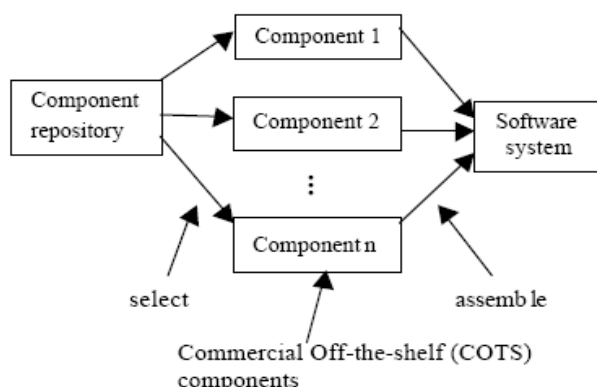 Component 1
Component
repository
Component 2
Software
system
Component n
select
assemble
Commercial Off-the-shelf (COTS)
components